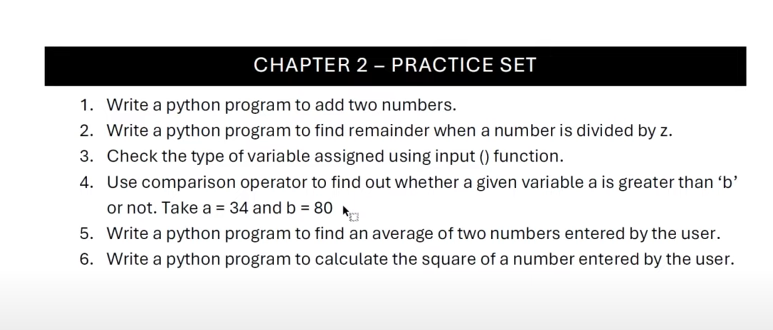 CHAPTER 2 – PRACTICE SET
1. Write a python program to add two numbers.
2. Write a python program to find remainder when a number is divided by z.
3. Check the type of variable assigned using input () function.
4. Use comparison operator to find out whether a given variable a is greater than ‘b’
or not. Take a = 34 and b = 80
5. Write a python program to find an average of two numbers entered by the user.
6. Write a python program to calculate the square of a number entered by the user.